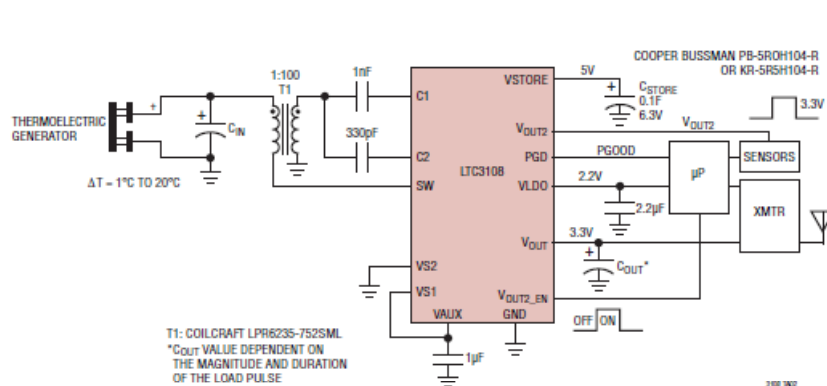 COOPER BUSSMAN PB-5ROH104-R
OR KR-5R5H104-R
1:100
T1
1nF
330pF
THERMOELECTRIC
GENERATOR
+
+
CIN
ΔT = 1°C TO 20°C
C1
C2
SW
VS2
VS1
VAUX
GND
LTC3108
VSTORE
VOUT2
PGD
VLDO
VOUT
VOUT2_EN
5V
+
CSTORE
0.1F
6.3V
3.3V
VOUT2
PGOOD
SENSORS
µP
2.2V
2.2µF
XMTR
3.3V
+
COUT*
OFF ON
1µF
T1: COILCRAFT LPR6235-752SML
*COUT VALUE DEPENDENT ON
THE MAGNITUDE AND DURATION
OF THE LOAD PULSE